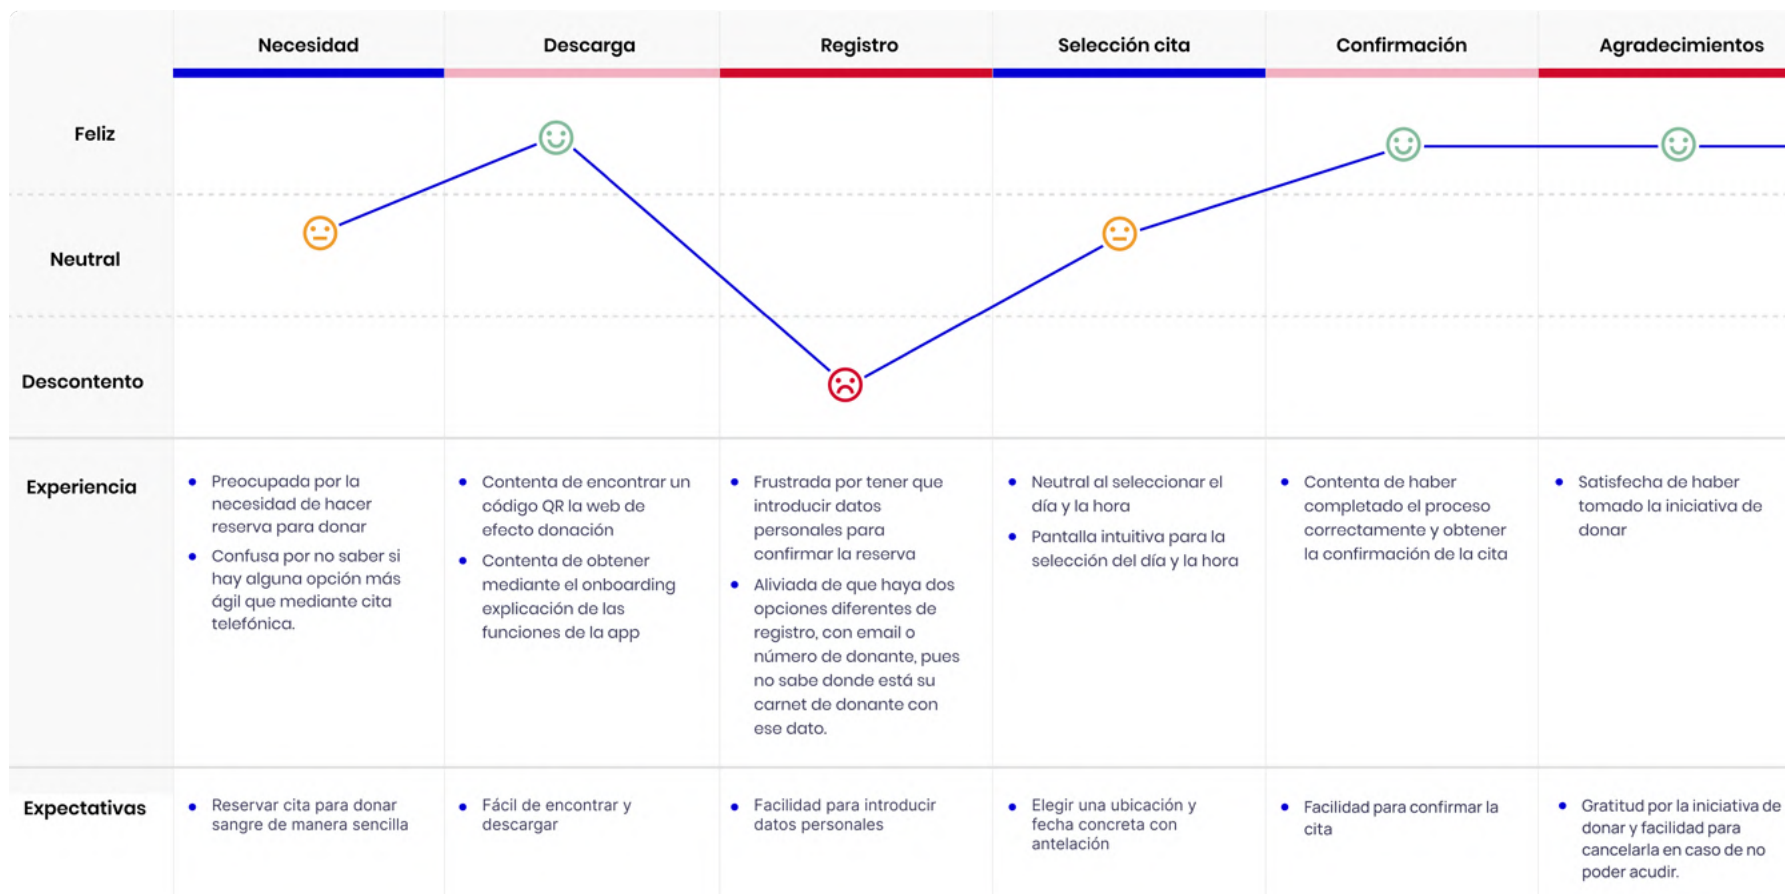 Necesidad
Descarga
Registro
Selección cita
Confirmación
Agradecimientos
Feliz
Neutral
Descontento
Experiencia
Preocupada por la
necesidad de hacer
reserva para donar
Confusa por no saber si
hay alguna opción más
ágil que mediante cita
telefónica.
Contenta de encontrar un
código QR la web de
efecto donación
Contenta de obtener
mediante el onboarding
explicación de las
funciones de la app
Frustrada por tener que
introducir datos
personales para
confirmar la reserva
Aliviada de que haya dos
opciones diferentes de
registro, con email o
número de donante, pues
no sabe donde está su
carnet de donante con
ese dato.
Neutral al seleccionar el
día y la hora
Pantalla intuitiva para la
selección del día y la hora
Contenta de haber
completado el proceso
correctamente y obtener
la confirmación de la cita
Satisfecha de haber
tomado la iniciativa de
donar
Expectativas
Reservar cita para donar
sangre de manera sencilla
Fácil de encontrar y
descargar
Facilidad para introducir
datos personales
Elegir una ubicación y
fecha concreta con
antelación
Facilidad para confirmar la
cita
Gratitud por la iniciativa de
donar y facilidad para
cancelarla en caso de no
poder acudir.